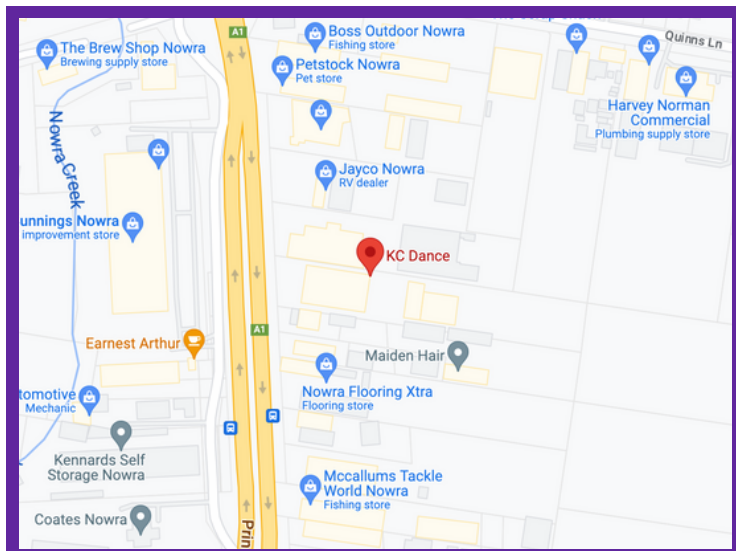 A1
Boss Outdoor Nowra
Fishing store
Quinns Ln
The Brew Shop Nowra
Brewing supply store
Petstock Nowra
Pet store
Harvey Norman
Commercial
Plumbing supply store
Nowra Creek
Jayco Nowra
RV dealer
unnings Nowra
improvement store
KC Dance
A1
Earnest Arthur
Maiden Hair
Nowra Flooring Xtra
Flooring store
tomotive
Mechanic
Kennards Self
Storage Nowra
Mccallums Tackle
World Nowra
Fishing store
Coates Nowra
Prin